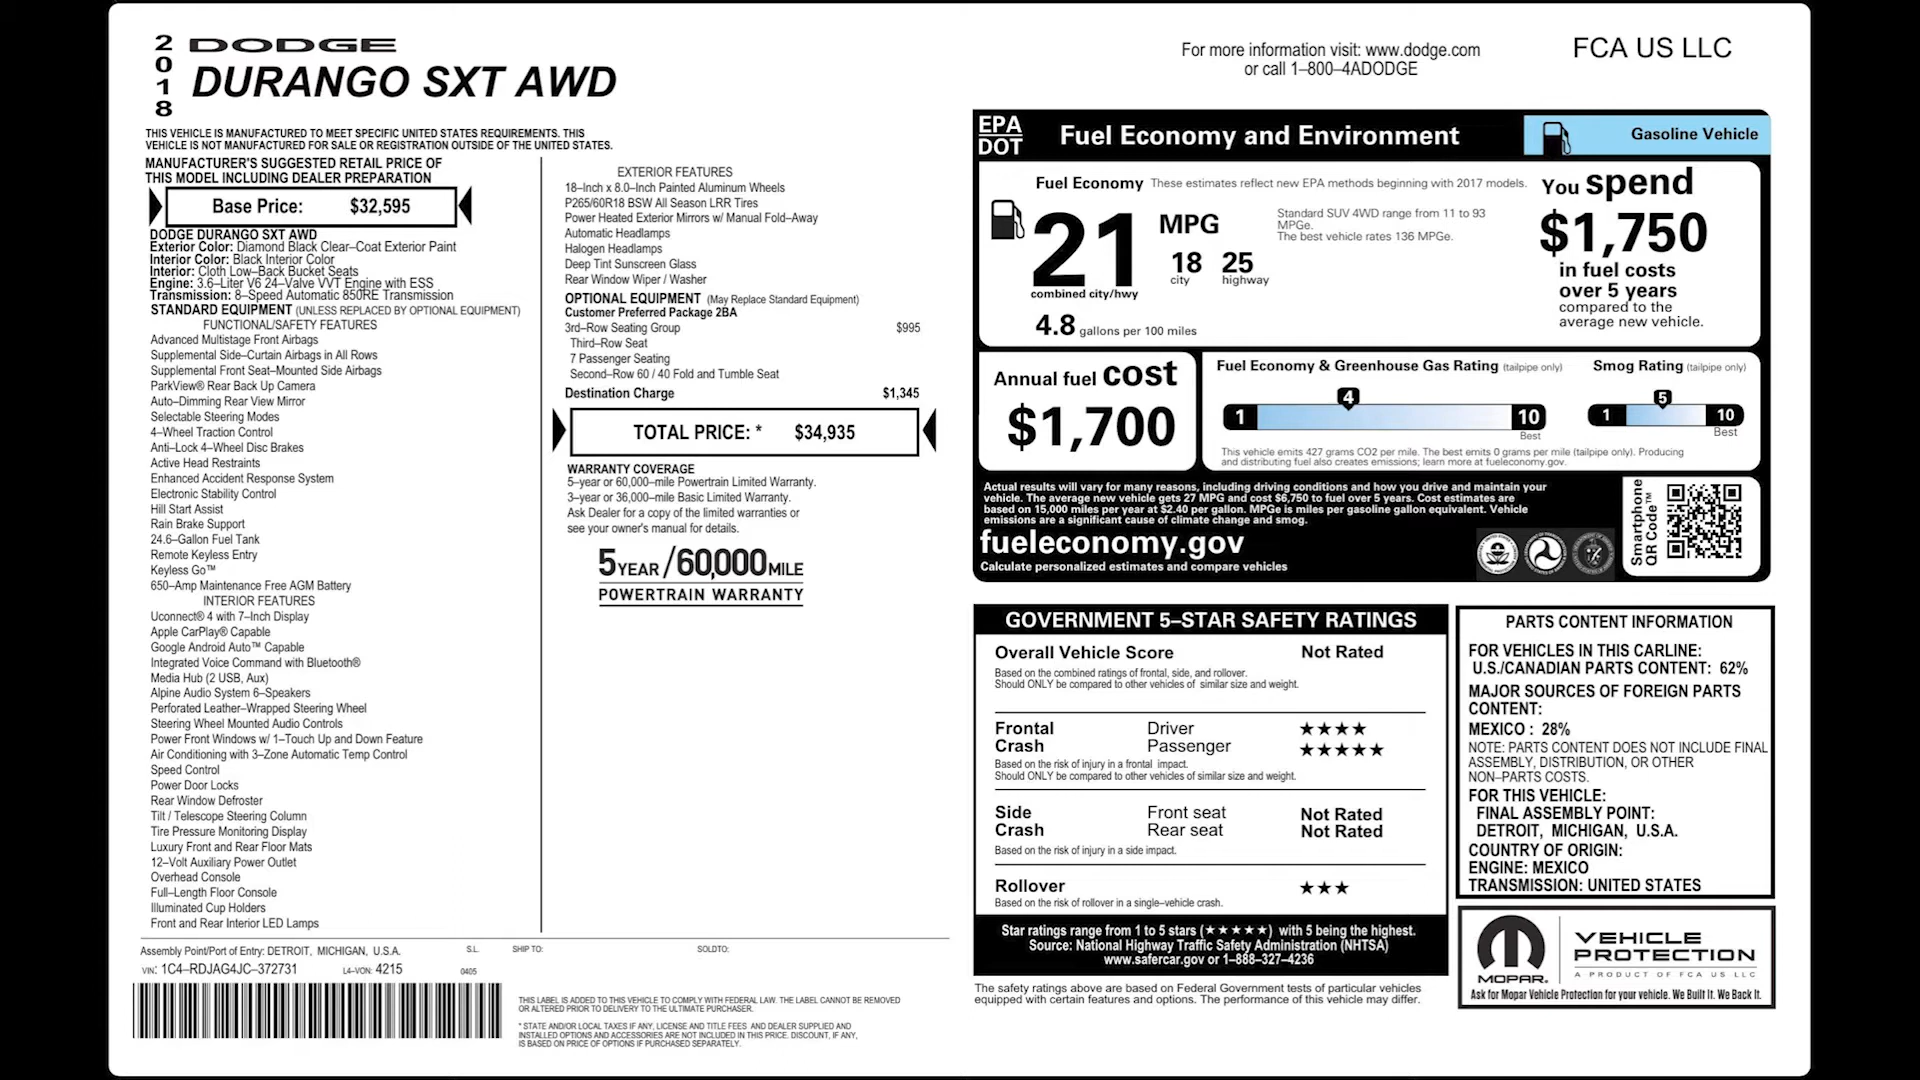 2018
DODGE
DURANGO SXT AWD
THIS VEHICLE IS MANUFACTURED TO MEET SPECIFIC UNITED STATES REQUIREMENTS. THIS
VEHICLE IS NOT MANUFACTURED FOR SALE OR REGISTRATION OUTSIDE OF THE UNITED STATES.
MANUFACTURER'S SUGGESTED RETAIL PRICE OF
THIS MODEL INCLUDING DEALER PREPARATION
Base Price: $32,595
DODGE DURANGO SXT AWD
Exterior Color: Diamond Black Clear–Coat Exterior Paint
Interior Color: Black Interior Color
Interior: Cloth Low–Back Bucket Seats
Engine: 3.6–Liter V6 24–Valve VVT Engine with ESS
Transmission: 8–Speed Automatic 850RE Transmission
STANDARD EQUIPMENT (UNLESS REPLACED BY OPTIONAL EQUIPMENT)
FUNCTIONAL/SAFETY FEATURES
Advanced Multistage Front Airbags
Supplemental Side–Curtain Airbags in All Rows
Supplemental Front Seat–Mounted Side Airbags
ParkView® Rear Back Up Camera
Auto–Dimming Rear View Mirror
Selectable Steering Modes
4–Wheel Traction Control
Anti–Lock 4–Wheel Disc Brakes
Active Head Restraints
Enhanced Accident Response System
Electronic Stability Control
Hill Start Assist
Rain Brake Support
24.6–Gallon Fuel Tank
Remote Keyless Entry
Keyless Go™
650–Amp Maintenance Free AGM Battery
INTERIOR FEATURES
Uconnect® 4 with 7–Inch Display
Apple CarPlay® Capable
Google Android Auto™ Capable
Integrated Voice Command with Bluetooth®
Media Hub (2 USB, Aux)
Alpine Audio System 6–Speakers
Perforated Leather–Wrapped Steering Wheel
Steering Wheel Mounted Audio Controls
Power Front Windows w/ 1–Touch Up and Down Feature
Air Conditioning with 3–Zone Automatic Temp Control
Speed Control
Power Door Locks
Rear Window Defroster
Tilt / Telescope Steering Column
Tire Pressure Monitoring Display
Luxury Front and Rear Floor Mats
12–Volt Auxiliary Power Outlet
Overhead Console
Full–Length Floor Console
Illuminated Cup Holders
Front and Rear Interior LED Lamps
EXTERIOR FEATURES
18–Inch x 8.0–Inch Painted Aluminum Wheels
P265/60R18 BSW All Season LRR Tires
Power Heated Exterior Mirrors w/ Manual Fold–Away
Automatic Headlamps
Halogen Headlamps
Deep Tint Sunscreen Glass
Rear Window Wiper / Washer
OPTIONAL EQUIPMENT (May Replace Standard Equipment)
Customer Preferred Package 2BA
3rd–Row Seating Group $995
Third–Row Seat
7 Passenger Seating
Second–Row 60 / 40 Fold and Tumble Seat
Destination Charge $1,345
TOTAL PRICE: * $34,935
WARRANTY COVERAGE
5–year or 60,000–mile Powertrain Limited Warranty.
3–year or 36,000–mile Basic Limited Warranty.
Ask Dealer for a copy of the limited warranties or
see your owner's manual for details.
5YEAR/60,000MILE
POWERTRAIN WARRANTY
Assembly Point/Port of Entry: DETROIT, MICHIGAN, U.S.A.
S.L. SHIP TO: SOLDTO:
VIN: 1C4–RDJAG4JC–372731 L4–VON: 4215 0405
THIS LABEL IS ADDED TO THIS VEHICLE TO COMPLY WITH FEDERAL LAW. THE LABEL CANNOT BE REMOVED
OR ALTERED PRIOR TO DELIVERY TO THE ULTIMATE PURCHASER.
* STATE AND/OR LOCAL TAXES IF ANY, LICENSE AND TITLE FEES AND DEALER SUPPLIED AND
INSTALLED OPTIONS AND ACCESSORIES ARE NOT INCLUDED IN THIS PRICE. DISCOUNT, IF ANY,
IS BASED ON PRICE OF OPTIONS IF PURCHASED SEPARATELY.
For more information visit: www.dodge.com
or call 1–800–4ADODGE
FCA US LLC
EPA
DOT
Fuel Economy and Environment
Gasoline Vehicle
Fuel Economy These estimates reflect new EPA methods beginning with 2017 models.
21
MPG
18 25
city highway
combined city/hwy
4.8 gallons per 100 miles
Standard SUV 4WD range from 11 to 93
MPGe.
The best vehicle rates 136 MPGe.
You spend
$1,750
in fuel costs
over 5 years
compared to the
average new vehicle.
Annual fuel cost
$1,700
Fuel Economy & Greenhouse Gas Rating (tailpipe only)
4
1 10
Best
Smog Rating (tailpipe only)
5
1 10
Best
This vehicle emits 427 grams CO2 per mile. The best emits 0 grams per mile (tailpipe only). Producing
and distributing fuel also creates emissions; learn more at fueleconomy.gov.
Actual results will vary for many reasons, including driving conditions and how you drive and maintain your
vehicle. The average new vehicle gets 27 MPG and cost $6,750 to fuel over 5 years. Cost estimates are
based on 15,000 miles per year at $2.40 per gallon. MPGe is miles per gasoline gallon equivalent. Vehicle
emissions are a significant cause of climate change and smog.
fueleconomy.gov
Calculate personalized estimates and compare vehicles
Smartphone
QR Code™
GOVERNMENT 5–STAR SAFETY RATINGS
Overall Vehicle Score Not Rated
Based on the combined ratings of frontal, side, and rollover.
Should ONLY be compared to other vehicles of similar size and weight.
Frontal Driver ★★★★
Crash Passenger ★★★★★
Based on the risk of injury in a frontal impact.
Should ONLY be compared to other vehicles of similar size and weight.
Side Front seat Not Rated
Crash Rear seat Not Rated
Based on the risk of injury in a side impact.
Rollover ★★★
Based on the risk of rollover in a single–vehicle crash.
Star ratings range from 1 to 5 stars (★★★★★) with 5 being the highest.
Source: National Highway Traffic Safety Administration (NHTSA)
www.safercar.gov or 1–888–327–4236
The safety ratings above are based on Federal Government tests of particular vehicles
equipped with certain features and options. The performance of this vehicle may differ.
PARTS CONTENT INFORMATION
FOR VEHICLES IN THIS CARLINE:
U.S./CANADIAN PARTS CONTENT: 62%
MAJOR SOURCES OF FOREIGN PARTS
CONTENT:
MEXICO : 28%
NOTE: PARTS CONTENT DOES NOT INCLUDE FINAL
ASSEMBLY, DISTRIBUTION, OR OTHER
NON–PARTS COSTS.
FOR THIS VEHICLE:
FINAL ASSEMBLY POINT:
DETROIT, MICHIGAN, U.S.A.
COUNTRY OF ORIGIN:
ENGINE: MEXICO
TRANSMISSION: UNITED STATES
MOPAR®
VEHICLE
PROTECTION
A PRODUCT OF FCA US LLC
Ask for Mopar Vehicle Protection for your vehicle. We Built It. We Back It.